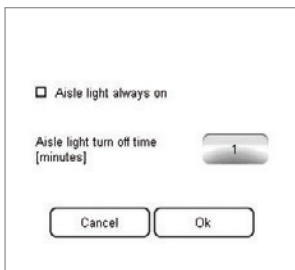 Aisle light always on
Aisle light turn off time
[minutes]
1
Cancel
Ok